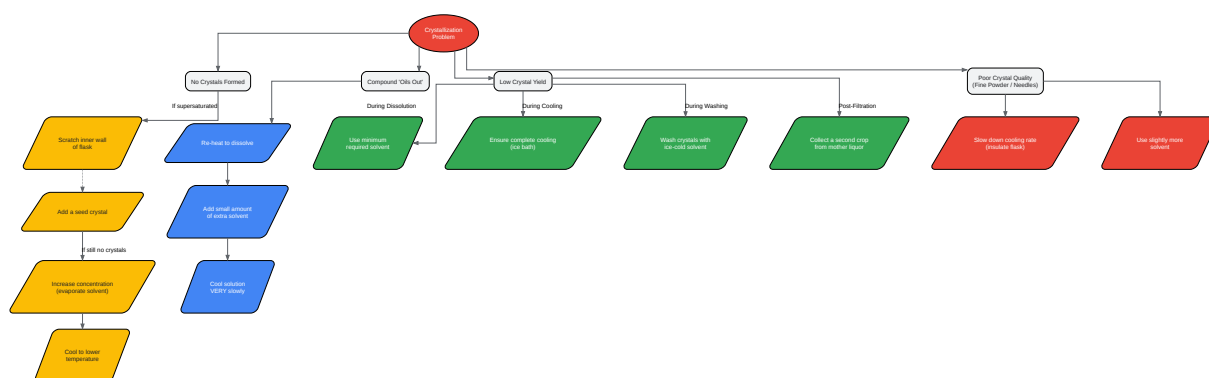 Crystallization
Problem
No Crystals Formed
Compound 'Oils Out'
Low Crystal Yield
Poor Crystal Quality
(Fine Powder / Needles)
If supersaturated
During Dissolution
During Cooling
During Washing
Post-Filtration
Scratch inner wall
of flask
Re-heat to dissolve
Use minimum
required solvent
Ensure complete cooling
(ice bath)
Wash crystals with
ice-cold solvent
Collect a second crop
from mother liquor
Slow down cooling rate
(insulate flask)
Use slightly more
solvent
Add a seed crystal
Add small amount
of extra solvent
If still no crystals
Increase concentration
(evaporate solvent)
Cool solution
VERY slowly
Cool to lower
temperature